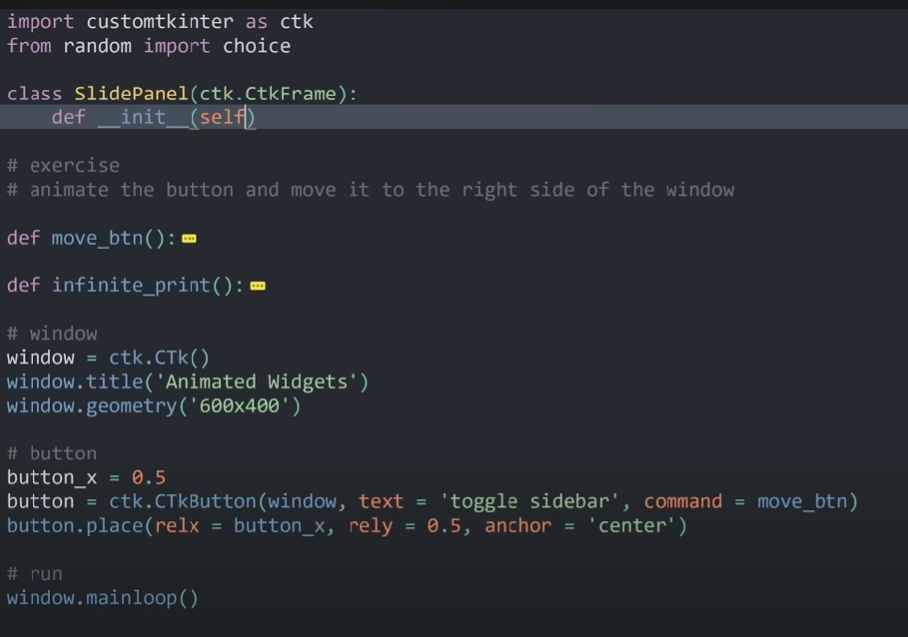 import customtkinter as ctk
from random import choice
class SlidePanel(ctk.CtkFrame):
def __init__(self)
# exercise
# animate the button and move it to the right side of the window
def move_btn():
def infinite_print():
# window
window = ctk.CTk()
window.title('Animated Widgets')
window.geometry('600x400')
# button
button_x = 0.5
button = ctk.CTkButton(window, text = 'toggle sidebar', command = move_btn)
button.place(relx = button_x, rely = 0.5, anchor = 'center')
# run
window.mainloop()